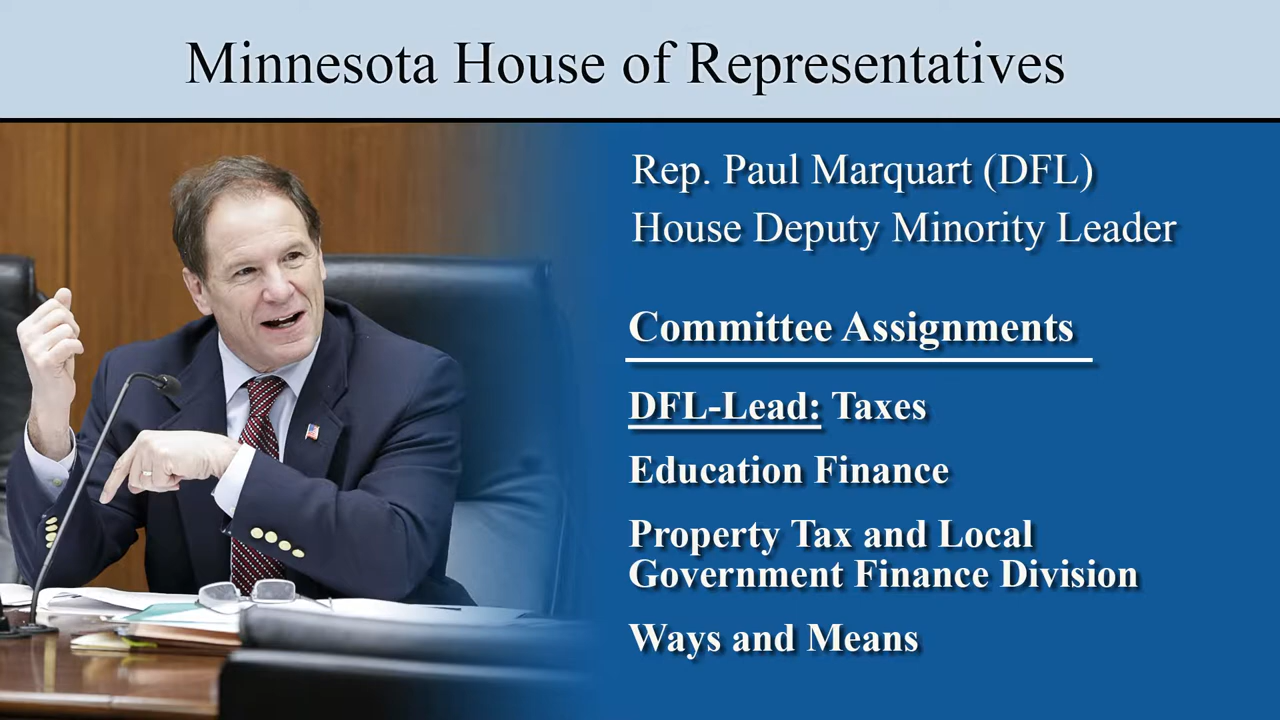 Minnesota House of Representatives
Rep. Paul Marquart (DFL)
House Deputy Minority Leader
Committee Assignments
DFL-Lead: Taxes
Education Finance
Property Tax and Local
Government Finance Division
Ways and Means